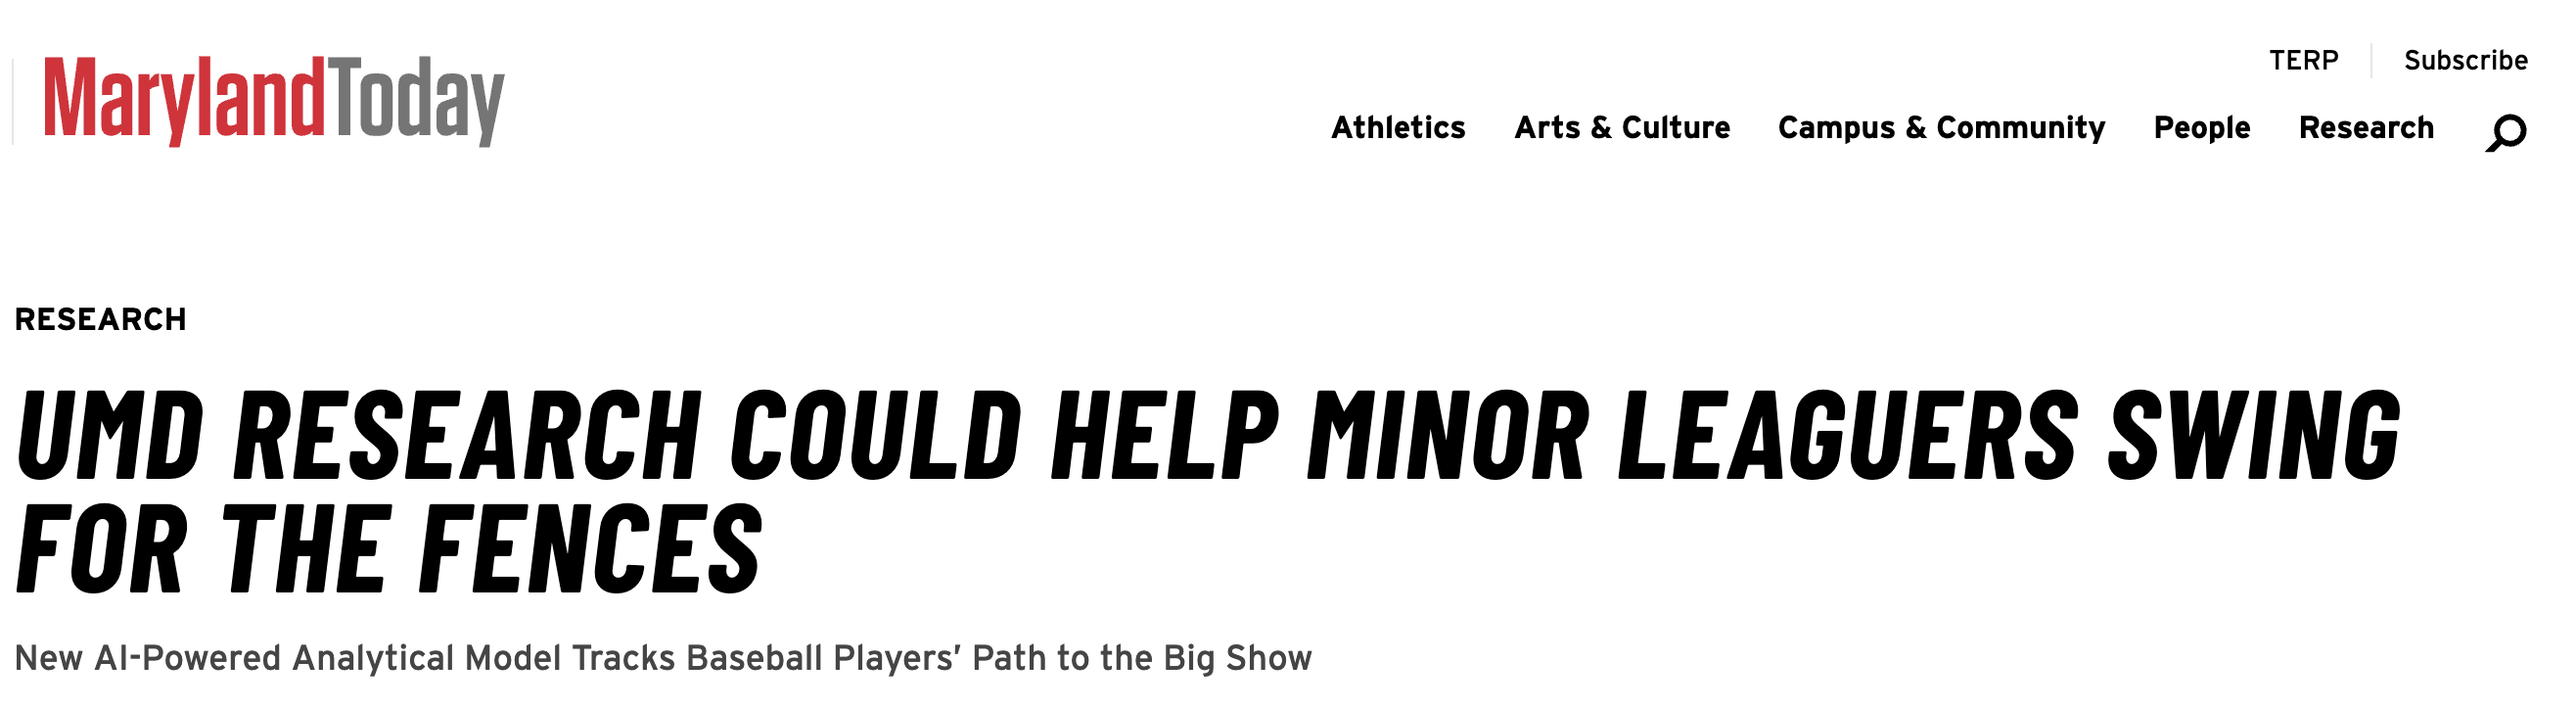 MarylandToday
TERP
Subscribe
Athletics
Arts & Culture
Campus & Community
People
Research
RESEARCH
UMD RESEARCH COULD HELP MINOR LEAGUERS SWING
FOR THE FENCES
New AI-Powered Analytical Model Tracks Baseball Players’ Path to the Big Show